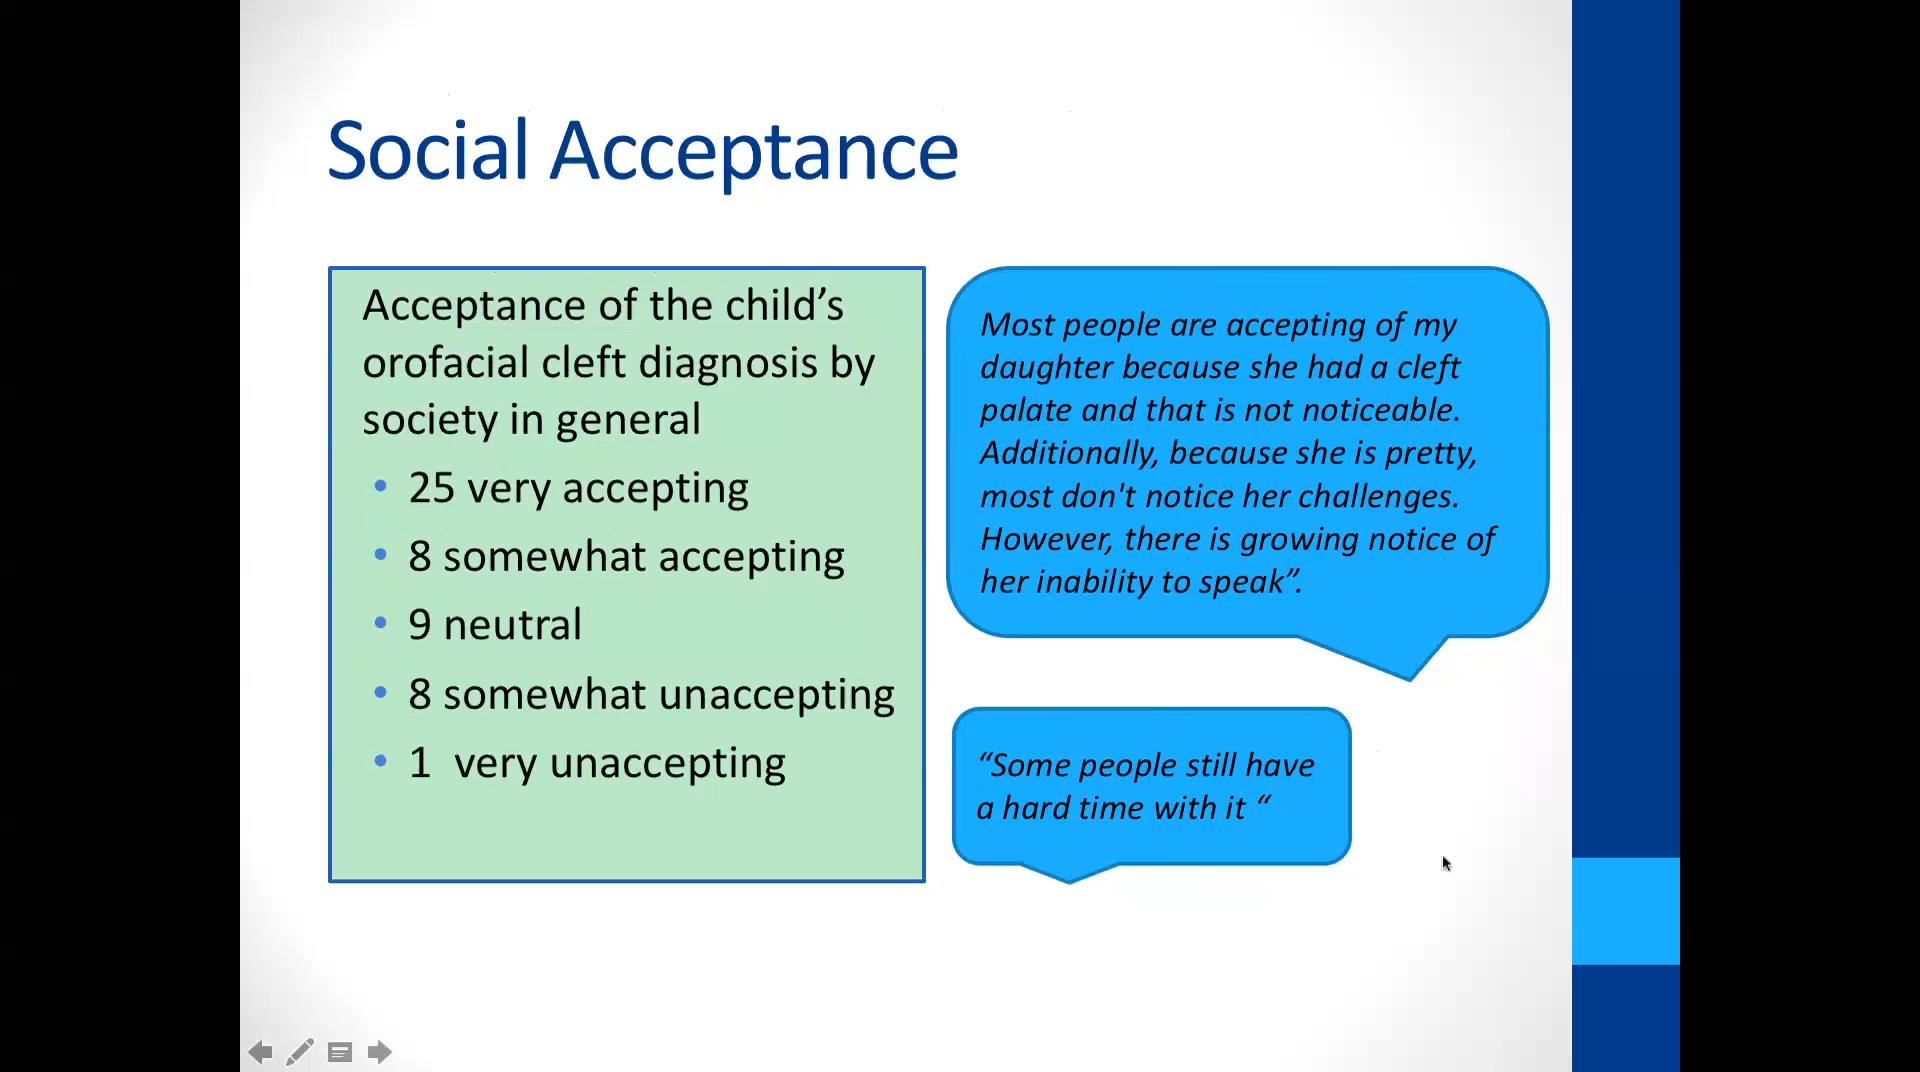 Social Acceptance
Acceptance of the child’s
orofacial cleft diagnosis by
society in general
• 25 very accepting
• 8 somewhat accepting
• 9 neutral
• 8 somewhat unaccepting
• 1  very unaccepting
Most people are accepting of my
daughter because she had a cleft
palate and that is not noticeable.
Additionally, because she is pretty,
most don't notice her challenges.
However, there is growing notice of
her inability to speak”.
“Some people still have
a hard time with it “